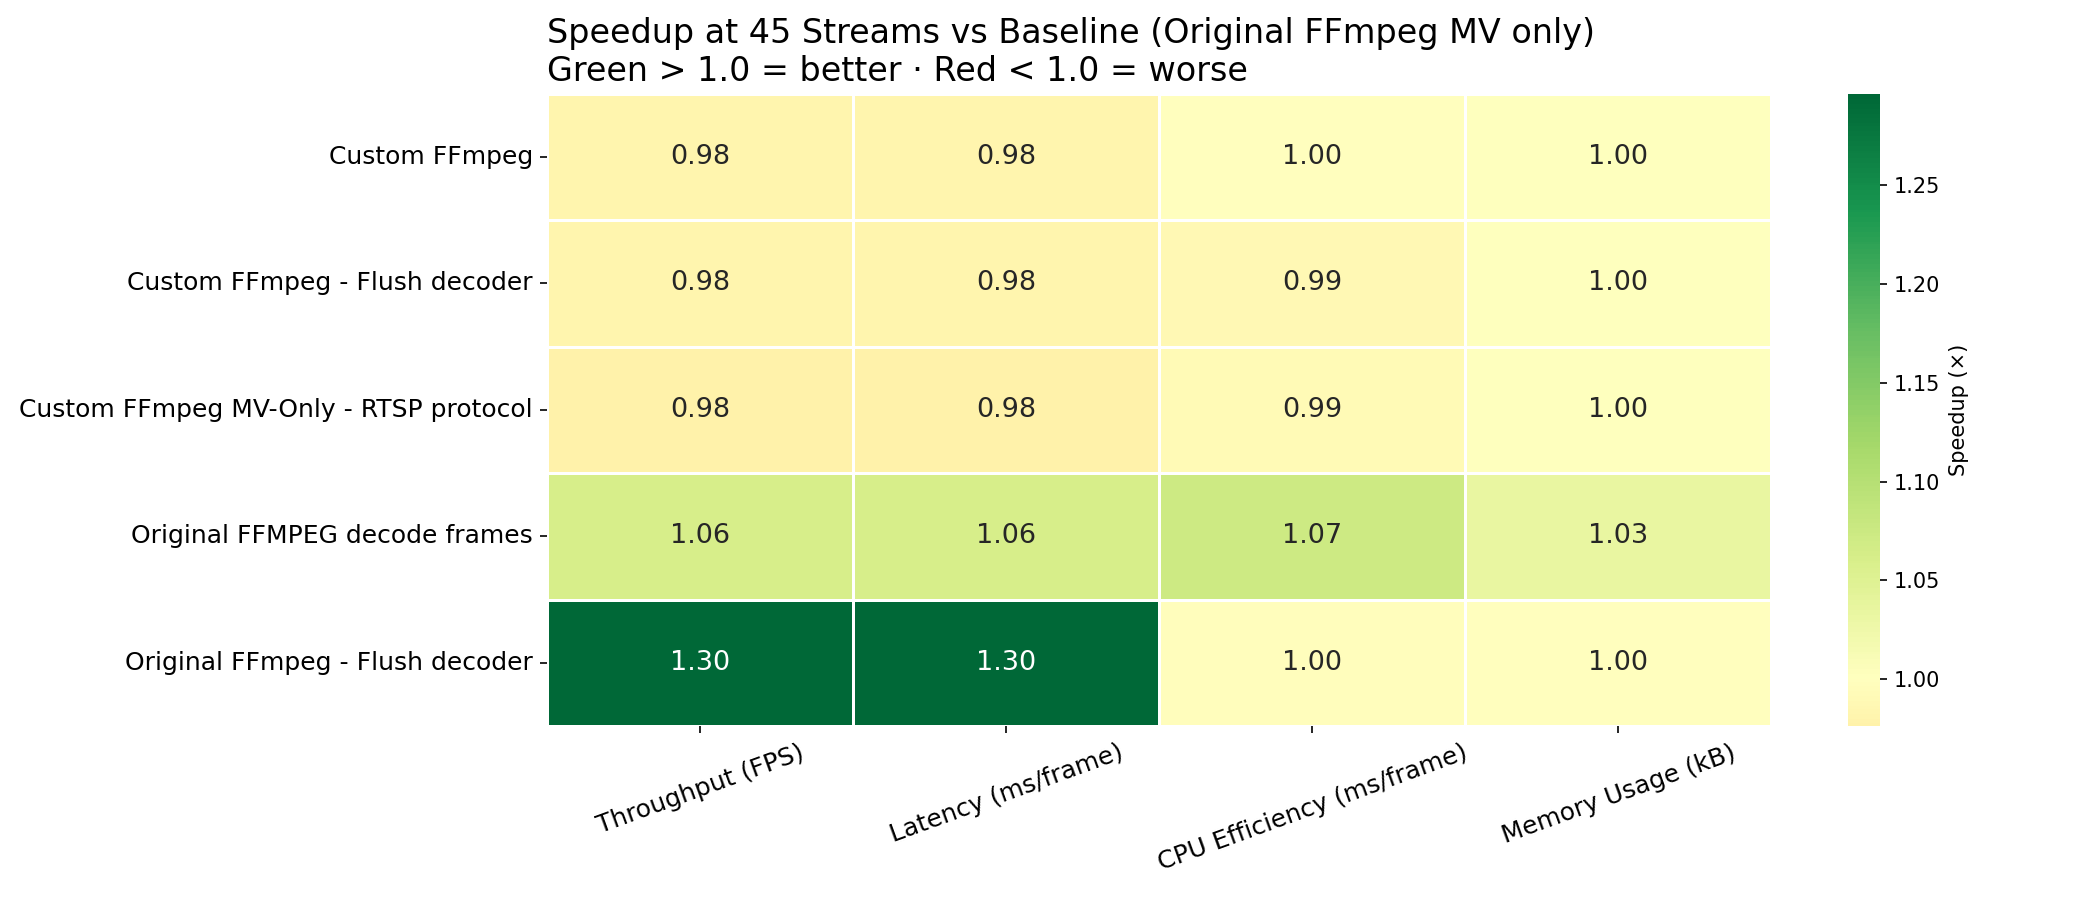 Speedup at 45 Streams vs Baseline (Original FFmpeg MV only)
Green > 1.0 = better · Red < 1.0 = worse
Custom FFmpeg
0.98
0.98
1.00
1.00
Custom FFmpeg - Flush decoder
0.98
0.98
0.99
1.00
Custom FFmpeg MV-Only - RTSP protocol
0.98
0.98
0.99
1.00
Original FFMPEG decode frames
1.06
1.06
1.07
1.03
Original FFmpeg - Flush decoder
1.30
1.30
1.00
1.00
Throughput (FPS)
Latency (ms/frame)
CPU Efficiency (ms/frame)
Memory Usage (kB)
1.25
1.20
1.15
1.10
1.05
1.00
Speedup (×)